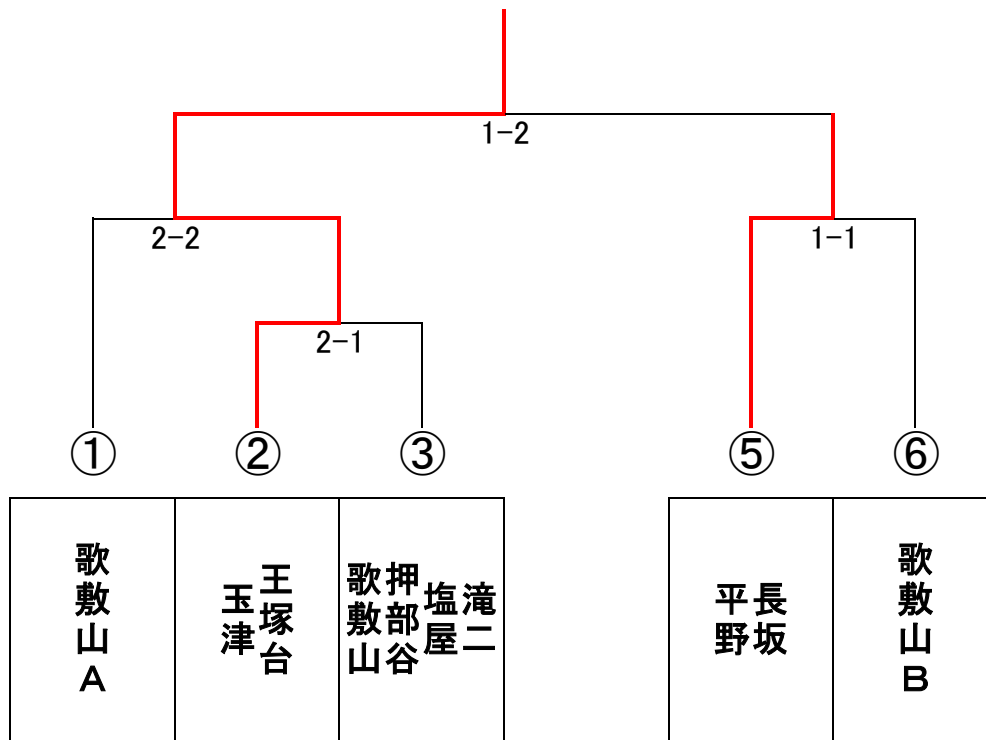 1-2
2-2
1-1
2-1
①
②
③
⑤
⑥
歌敷山A
王塚台
玉津
滝二
塩屋
押部谷
歌敷山
長坂
平野
歌敷山B